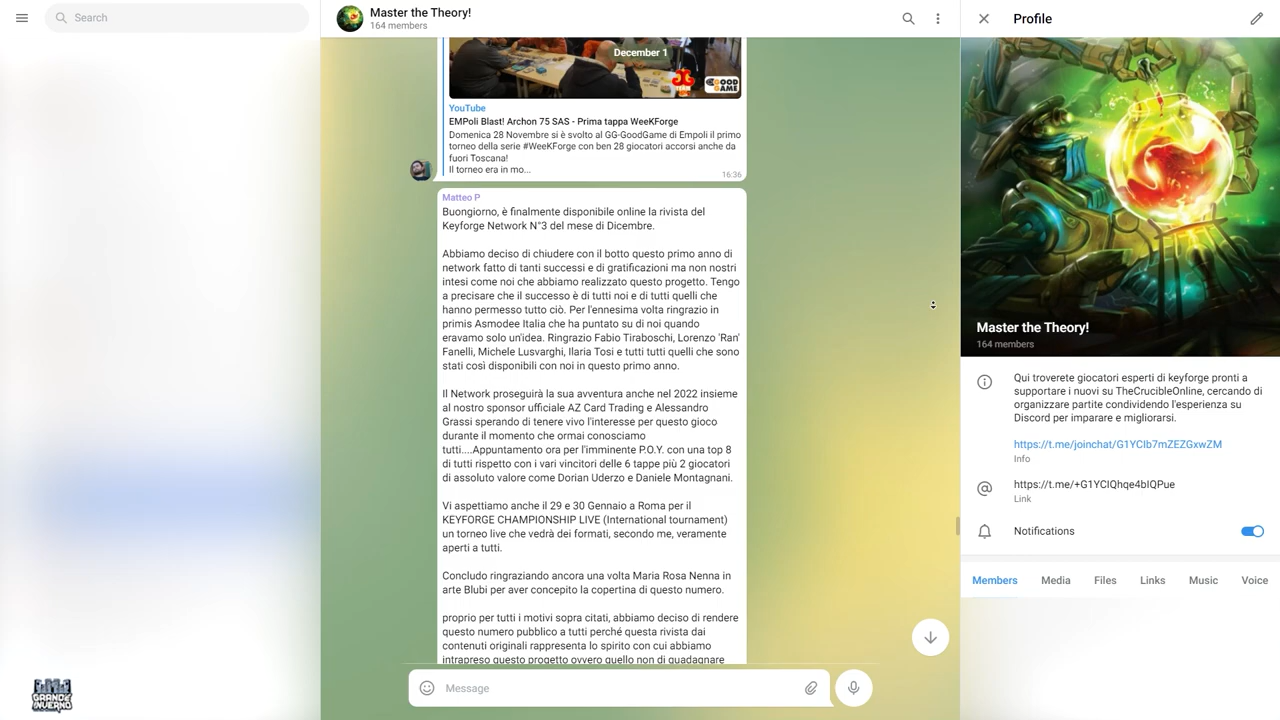 Search
Master the Theory!
164 members
December 1
GOOD
GAME
YouTube
EMPoli Blast! Archon 75 SAS - Prima tappa WeeKForge
Domenica 28 Novembre si è svolto al GG-GoodGame di Empoli il primo
torneo della serie #WeeKForge con ben 28 giocatori accorsi anche da
fuori Toscana!
Il torneo era in mo...
16:36
Matteo P
Buongiorno, è finalmente disponibile online la rivista del
Keyforge Network N°3 del mese di Dicembre.
Abbiamo deciso di chiudere con il botto questo primo anno di
network fatto di tanti successi e di gratificazioni ma non nostri
intesi come noi che abbiamo realizzato questo progetto. Tengo
a precisare che il successo è di tutti noi e di tutti quelli che
hanno permesso tutto ciò. Per l'ennesima volta ringrazio in
primis Asmodee Italia che ha puntato su di noi quando
eravamo solo un'idea. Ringrazio Fabio Tiraboschi, Lorenzo 'Ran'
Fanelli, Michele Lusvarghi, Ilaria Tosi e tutti tutti quelli che sono
stati così disponibili con noi in questo primo anno.
Il Network proseguirà la sua avventura anche nel 2022 insieme
al nostro sponsor ufficiale AZ Card Trading e Alessandro
Grassi sperando di tenere vivo l'interesse per questo gioco
durante il momento che ormai conosciamo
tutti....Appuntamento ora per l'imminente P.O.Y. con una top 8
di tutti rispetto con i vari vincitori delle 6 tappe più 2 giocatori
di assoluto valore come Dorian Uderzo e Daniele Montagnani.
Vi aspettiamo anche il 29 e 30 Gennaio a Roma per il
KEYFORGE CHAMPIONSHIP LIVE (International tournament)
un torneo live che vedrà dei formati, secondo me, veramente
aperti a tutti.
Concludo ringraziando ancora una volta Maria Rosa Nenna in
arte Blubi per aver concepito la copertina di questo numero.
proprio per tutti i motivi sopra citati, abbiamo deciso di rendere
questo numero pubblico a tutti perché questa rivista dai
contenuti originali rappresenta lo spirito con cui abbiamo
intrapreso questo progetto ovvero quello non di guadagnare
Message
Profile
Master the Theory!
164 members
Qui troverete giocatori esperti di keyforge pronti a
supportare i nuovi su TheCrucibleOnline, cercando di
organizzare partite condividendo l'esperienza su
Discord per imparare e migliorarsi.
https://t.me/joinchat/G1YCIb7mZEZGxwZM
Info
https://t.me/+G1YCIQhqe4bIQPue
Link
Notifications
Members Media Files Links Music Voice
GRANDE
INVERNO